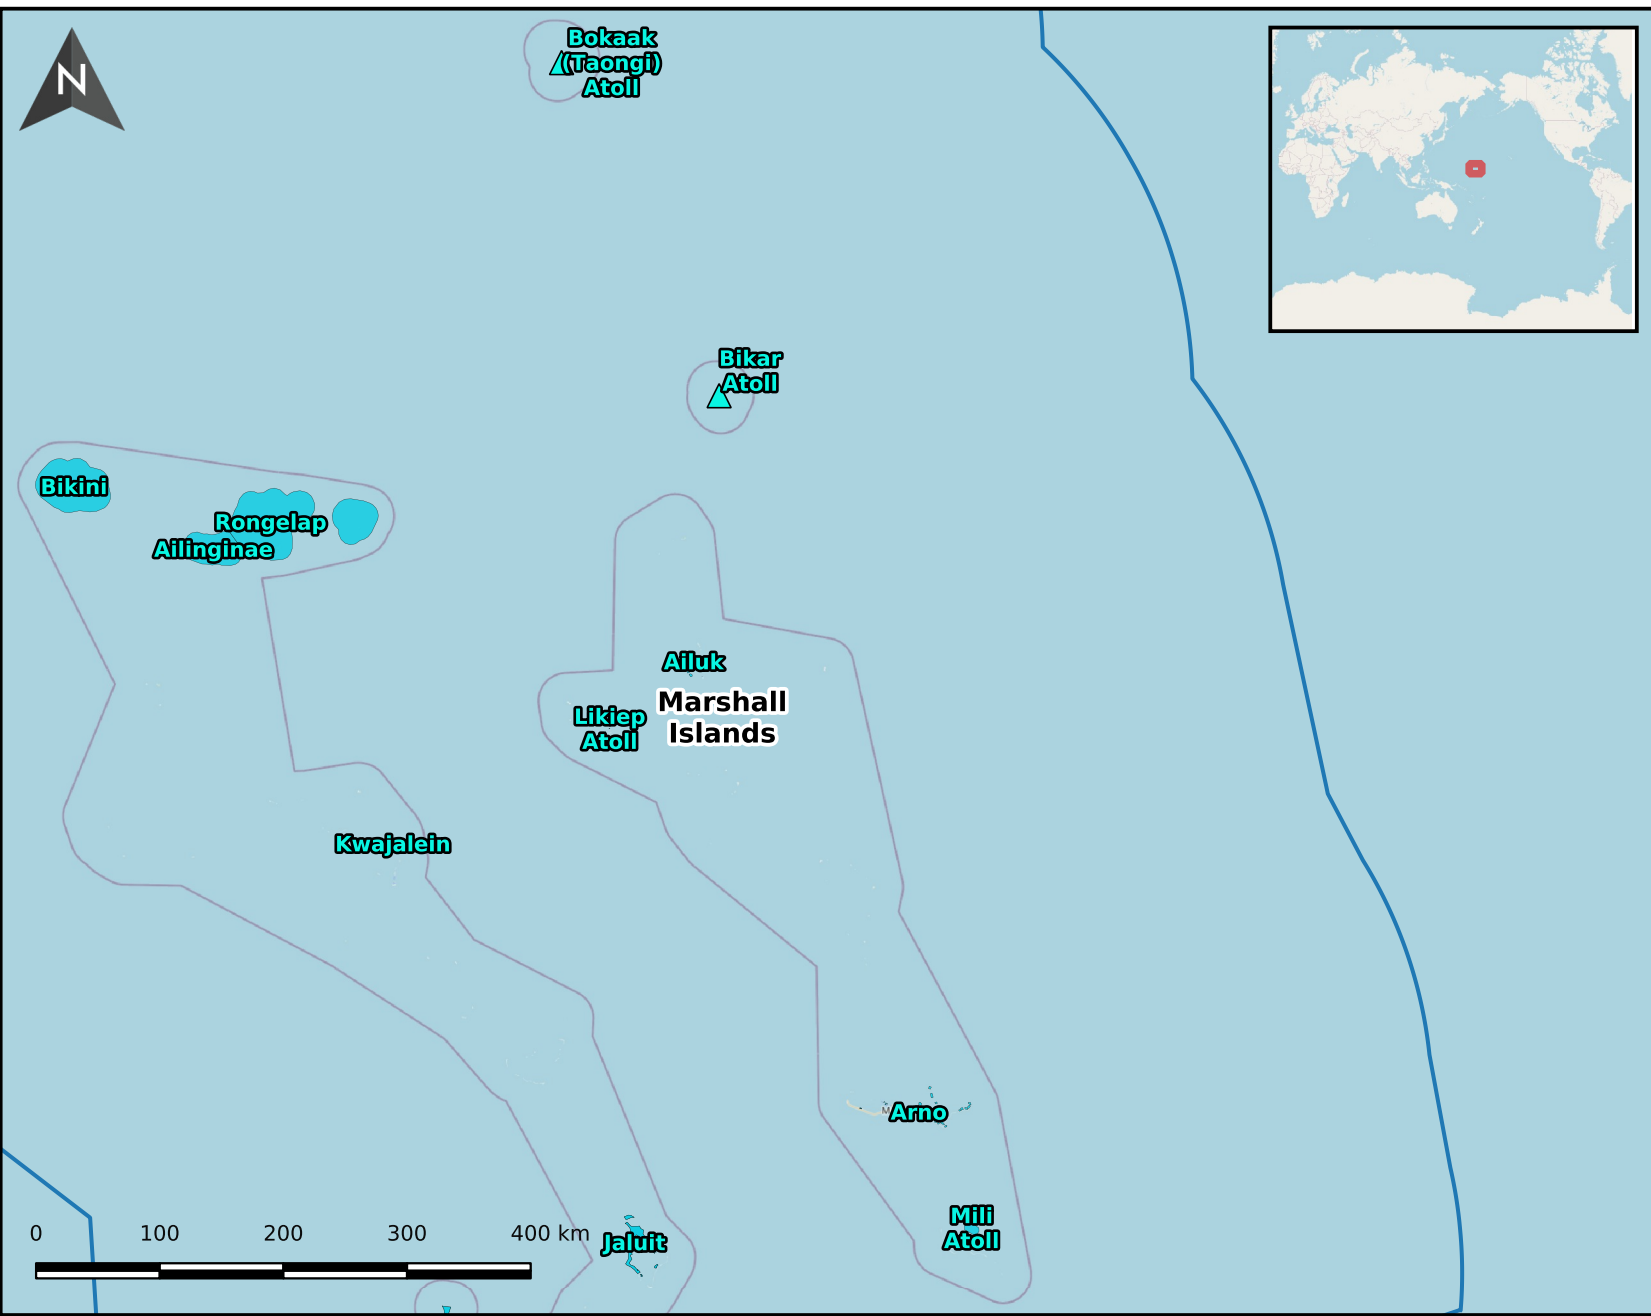 N
Bokaak
(Taongi)
Atoll
Bikar
Atoll
Bikini
Rongelap
Ailinginae
Ailuk
Marshall
Islands
Likiep
Atoll
Kwajalein
Arno
Mili
Atoll
Jaluit
0 100 200 300 400 km